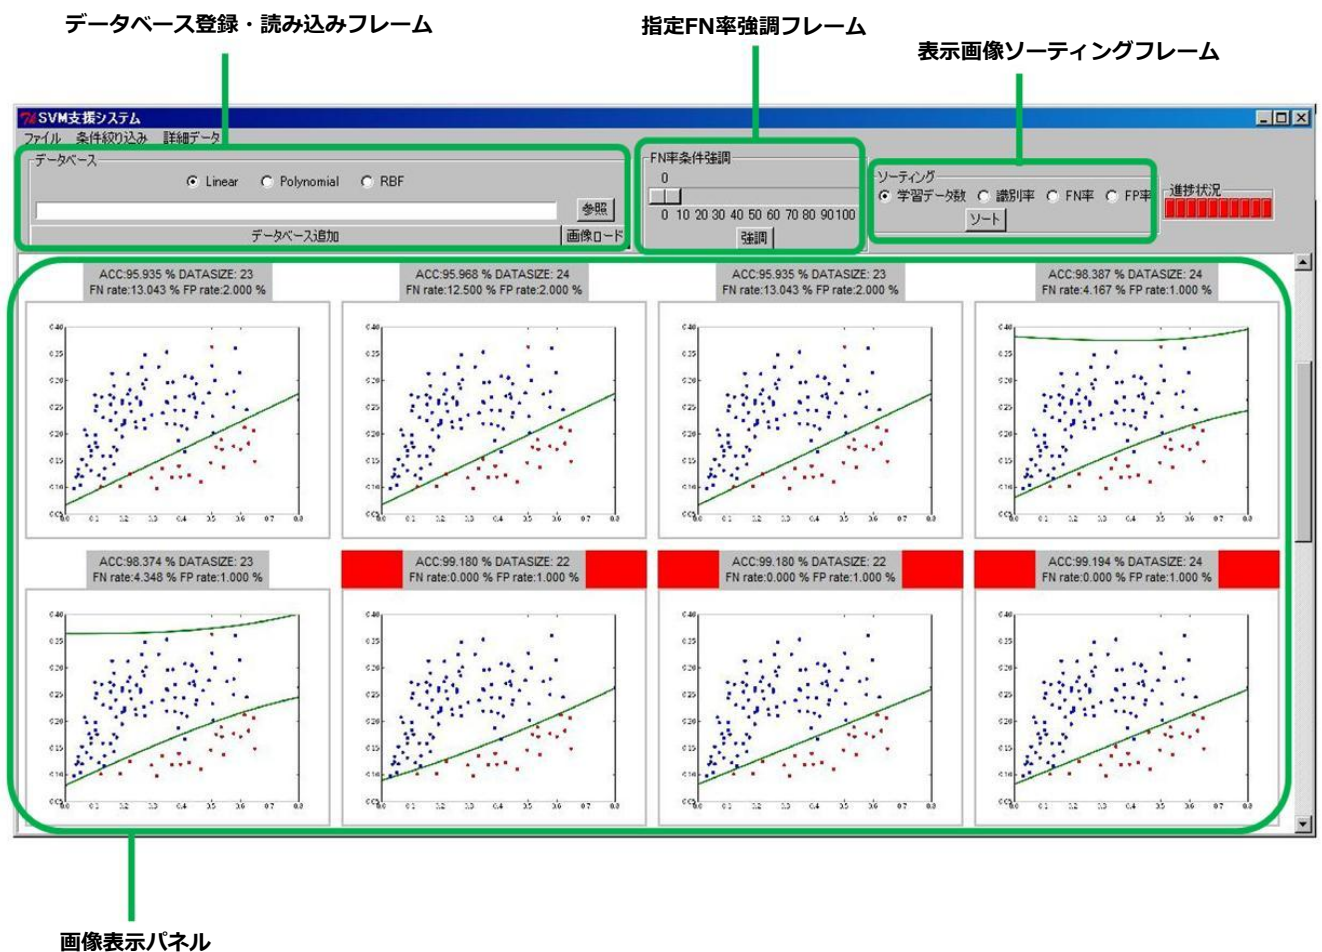 データベース登録・読み込みフレーム
指定FN率強調フレーム
表示画像ソーティングフレーム
SVM支援システム
ファイル 条件絞り込み 詳細データ
データベース
Linear Polynomial RBF
参照
データベース追加 画像ロード
FN率条件強調
0
0 10 20 30 40 50 60 70 80 90 100
強調
ソーティング
学習データ数 識別率 FN率 FP率
ソート
進捗状況
ACC:95.935 % DATASIZE: 23
FN rate:13.043 % FP rate:2.000 %
ACC:95.968 % DATASIZE: 24
FN rate:12.500 % FP rate:2.000 %
ACC:95.935 % DATASIZE: 23
FN rate:13.043 % FP rate:2.000 %
ACC:98.387 % DATASIZE: 24
FN rate:4.167 % FP rate:1.000 %
ACC:98.374 % DATASIZE: 23
FN rate:4.348 % FP rate:1.000 %
ACC:99.180 % DATASIZE: 22
FN rate:0.000 % FP rate:1.000 %
ACC:99.180 % DATASIZE: 22
FN rate:0.000 % FP rate:1.000 %
ACC:99.194 % DATASIZE: 24
FN rate:0.000 % FP rate:1.000 %
画像表示パネル